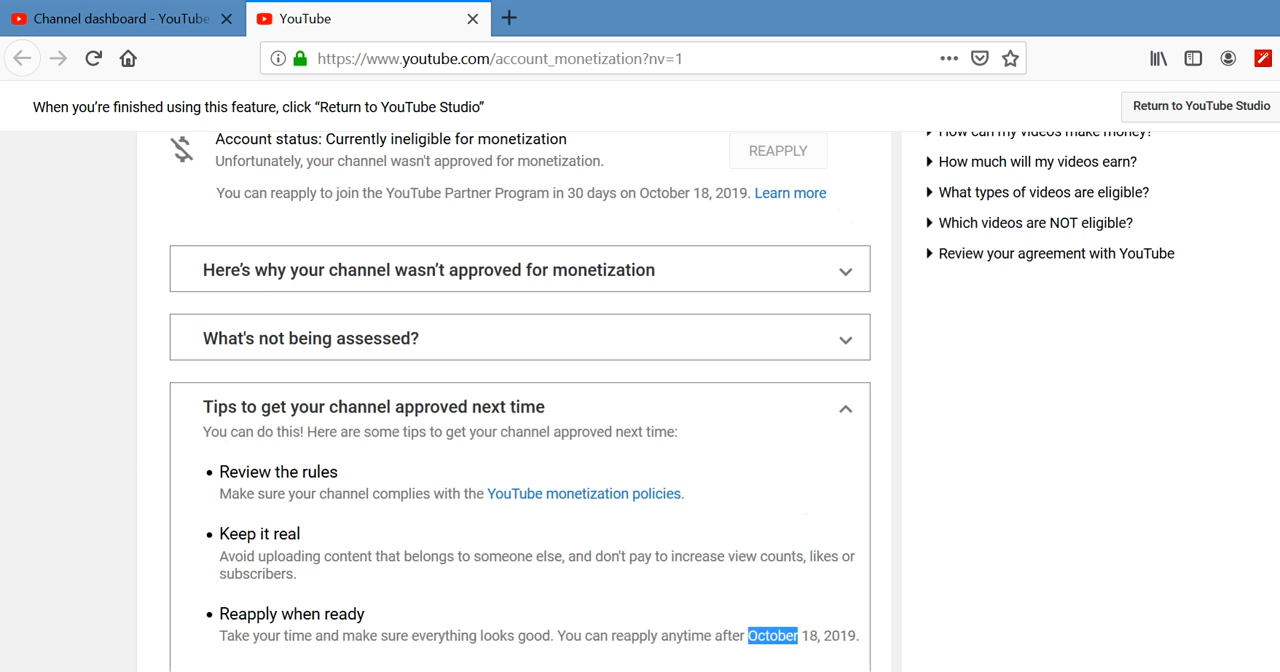 Channel dashboard - YouTube
YouTube
https://www.youtube.com/account_monetization?nv=1
When you’re finished using this feature, click “Return to YouTube Studio”
Return to YouTube Studio
Account status: Currently ineligible for monetization
Unfortunately, your channel wasn't approved for monetization.
REAPPLY
You can reapply to join the YouTube Partner Program in 30 days on October 18, 2019. Learn more
Here’s why your channel wasn’t approved for monetization
What's not being assessed?
Tips to get your channel approved next time
You can do this! Here are some tips to get your channel approved next time:
• Review the rules
Make sure your channel complies with the YouTube monetization policies.
• Keep it real
Avoid uploading content that belongs to someone else, and don't pay to increase view counts, likes or
subscribers.
• Reapply when ready
Take your time and make sure everything looks good. You can reapply anytime after October 18, 2019.
How can my videos make money?
How much will my videos earn?
What types of videos are eligible?
Which videos are NOT eligible?
Review your agreement with YouTube